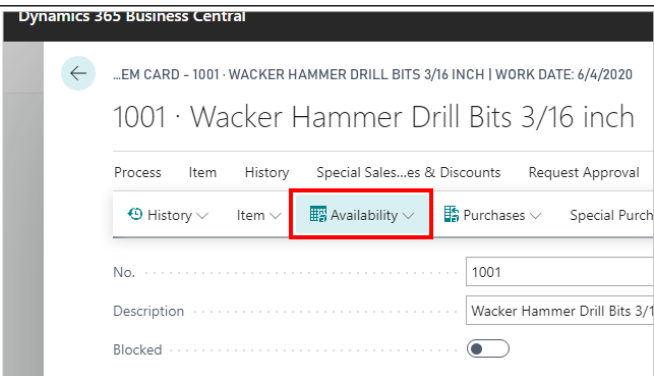 Dynamics 365 Business Central
...EM CARD - 1001 · WACKER HAMMER DRILL BITS 3/16 INCH | WORK DATE: 6/4/2020
1001 · Wacker Hammer Drill Bits 3/16 inch
Process Item History Special Sales...es & Discounts Request Approval
History Item Availability Purchases Special Purch
No. 1001
Description Wacker Hammer Drill Bits 3/1
Blocked